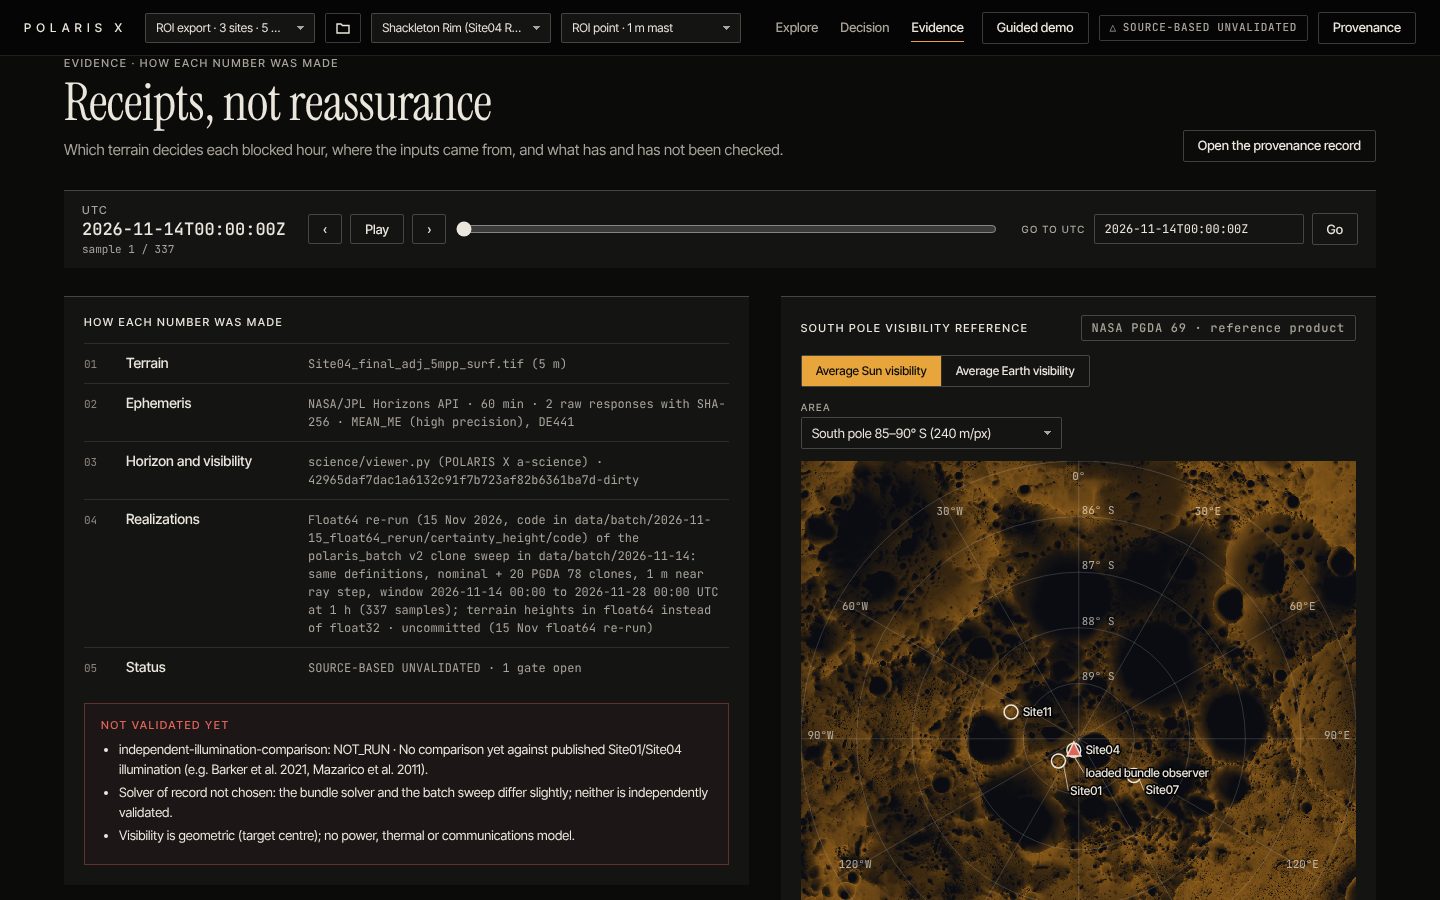 POLARIS X
ROI export · 3 sites · 5 ...
Shackleton Rim (Site04 R...
ROI point · 1 m mast
Explore
Decision
Evidence
Guided demo
△ SOURCE-BASED UNVALIDATED
Provenance
EVIDENCE · HOW EACH NUMBER WAS MADE
Receipts, not reassurance
Which terrain decides each blocked hour, where the inputs came from, and what has and has not been checked.
Open the provenance record
UTC
2026-11-14T00:00:00Z
sample 1 / 337
‹
Play
›
GO TO UTC
2026-11-14T00:00:00Z
Go
HOW EACH NUMBER WAS MADE
01 Terrain Site04_final_adj_5mpp_surf.tif (5 m)
02 Ephemeris NASA/JPL Horizons API · 60 min · 2 raw responses with SHA-
256 · MEAN_ME (high precision), DE441
03 Horizon and visibility science/viewer.py (POLARIS X a-science) ·
42965daf7dac1a6132c91f7b723af82b6361ba7d-dirty
04 Realizations Float64 re-run (15 Nov 2026, code in data/batch/2026-11-
15_float64_rerun/certainty_height/code) of the
polaris_batch v2 clone sweep in data/batch/2026-11-14:
same definitions, nominal + 20 PGDA 78 clones, 1 m near
ray step, window 2026-11-14 00:00 to 2026-11-28 00:00 UTC
at 1 h (337 samples); terrain heights in float64 instead
of float32 · uncommitted (15 Nov float64 re-run)
05 Status SOURCE-BASED UNVALIDATED · 1 gate open
NOT VALIDATED YET
• independent-illumination-comparison: NOT_RUN · No comparison yet against published Site01/Site04
illumination (e.g. Barker et al. 2021, Mazarico et al. 2011).
• Solver of record not chosen: the bundle solver and the batch sweep differ slightly; neither is independently
validated.
• Visibility is geometric (target centre); no power, thermal or communications model.
SOUTH POLE VISIBILITY REFERENCE
NASA PGDA 69 · reference product
Average Sun visibility
Average Earth visibility
AREA
South pole 85–90° S (240 m/px)
0°
30°W
86° S
30°E
87° S
60°W
60°E
88° S
89° S
Site11
90°W
90°E
Site04
loaded bundle observer
Site01
Site07
120°W
120°E